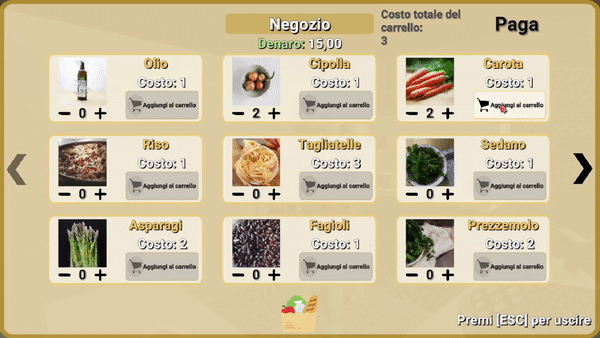 Negozio
Denaro: 15,00
Costo totale del
carrello:
3
Paga
Olio
Costo: 1
- 0 +
Aggiungi al carrello
Cipolla
Costo: 1
- 2 +
Aggiungi al carrello
Carota
Costo: 1
- 2 +
Aggiungi al carrello
Riso
Costo: 1
- 0 +
Aggiungi al carrello
Tagliatelle
Costo: 3
- 0 +
Aggiungi al carrello
Sedano
Costo: 1
- 0 +
Aggiungi al carrello
Asparagi
Costo: 2
- 0 +
Aggiungi al carrello
Fagioli
Costo: 1
- 0 +
Aggiungi al carrello
Prezzemolo
Costo: 2
- 0 +
Aggiungi al carrello
Premi [ESC] per uscire